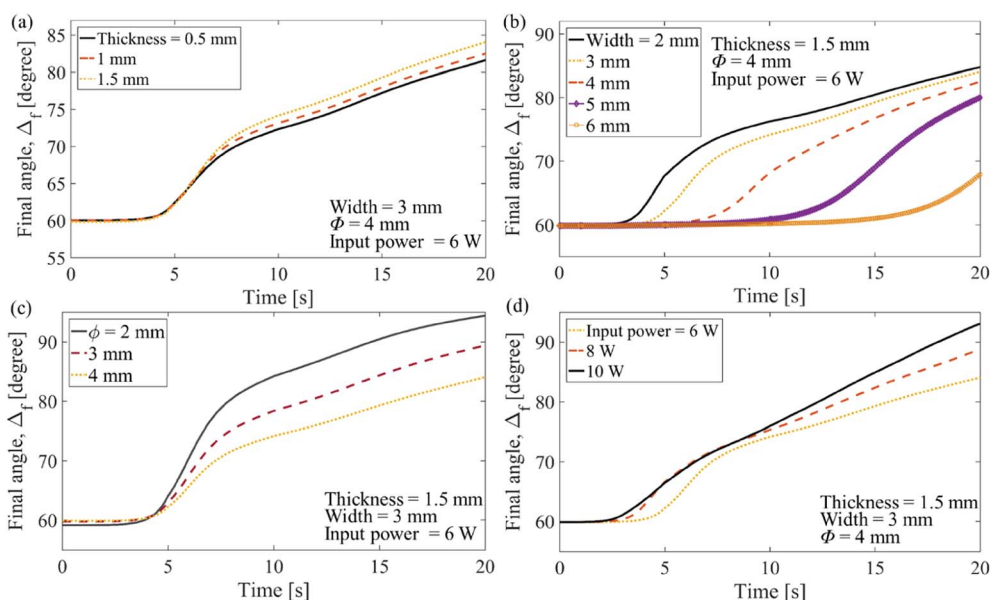 (a)
Final angle, Δf [degree]
85
80
75
70
65
60
55
Thickness = 0.5 mm
1 mm
1.5 mm
Width = 3 mm
Φ = 4 mm
Input power = 6 W
0 5 10 15 20
Time [s]
(b)
Final angle, Δf [degree]
90
80
70
60
Width = 2 mm
3 mm
4 mm
5 mm
6 mm
Thickness = 1.5 mm
Φ = 4 mm
Input power = 6 W
0 5 10 15 20
Time [s]
(c)
Final angle, Δf [degree]
90
80
70
60
ϕ = 2 mm
3 mm
4 mm
Thickness = 1.5 mm
Width = 3 mm
Input power = 6 W
0 5 10 15 20
Time [s]
(d)
Final angle, Δf [degree]
90
80
70
60
Input power = 6 W
8 W
10 W
Thickness = 1.5 mm
Width = 3 mm
Φ = 4 mm
0 5 10 15 20
Time [s]